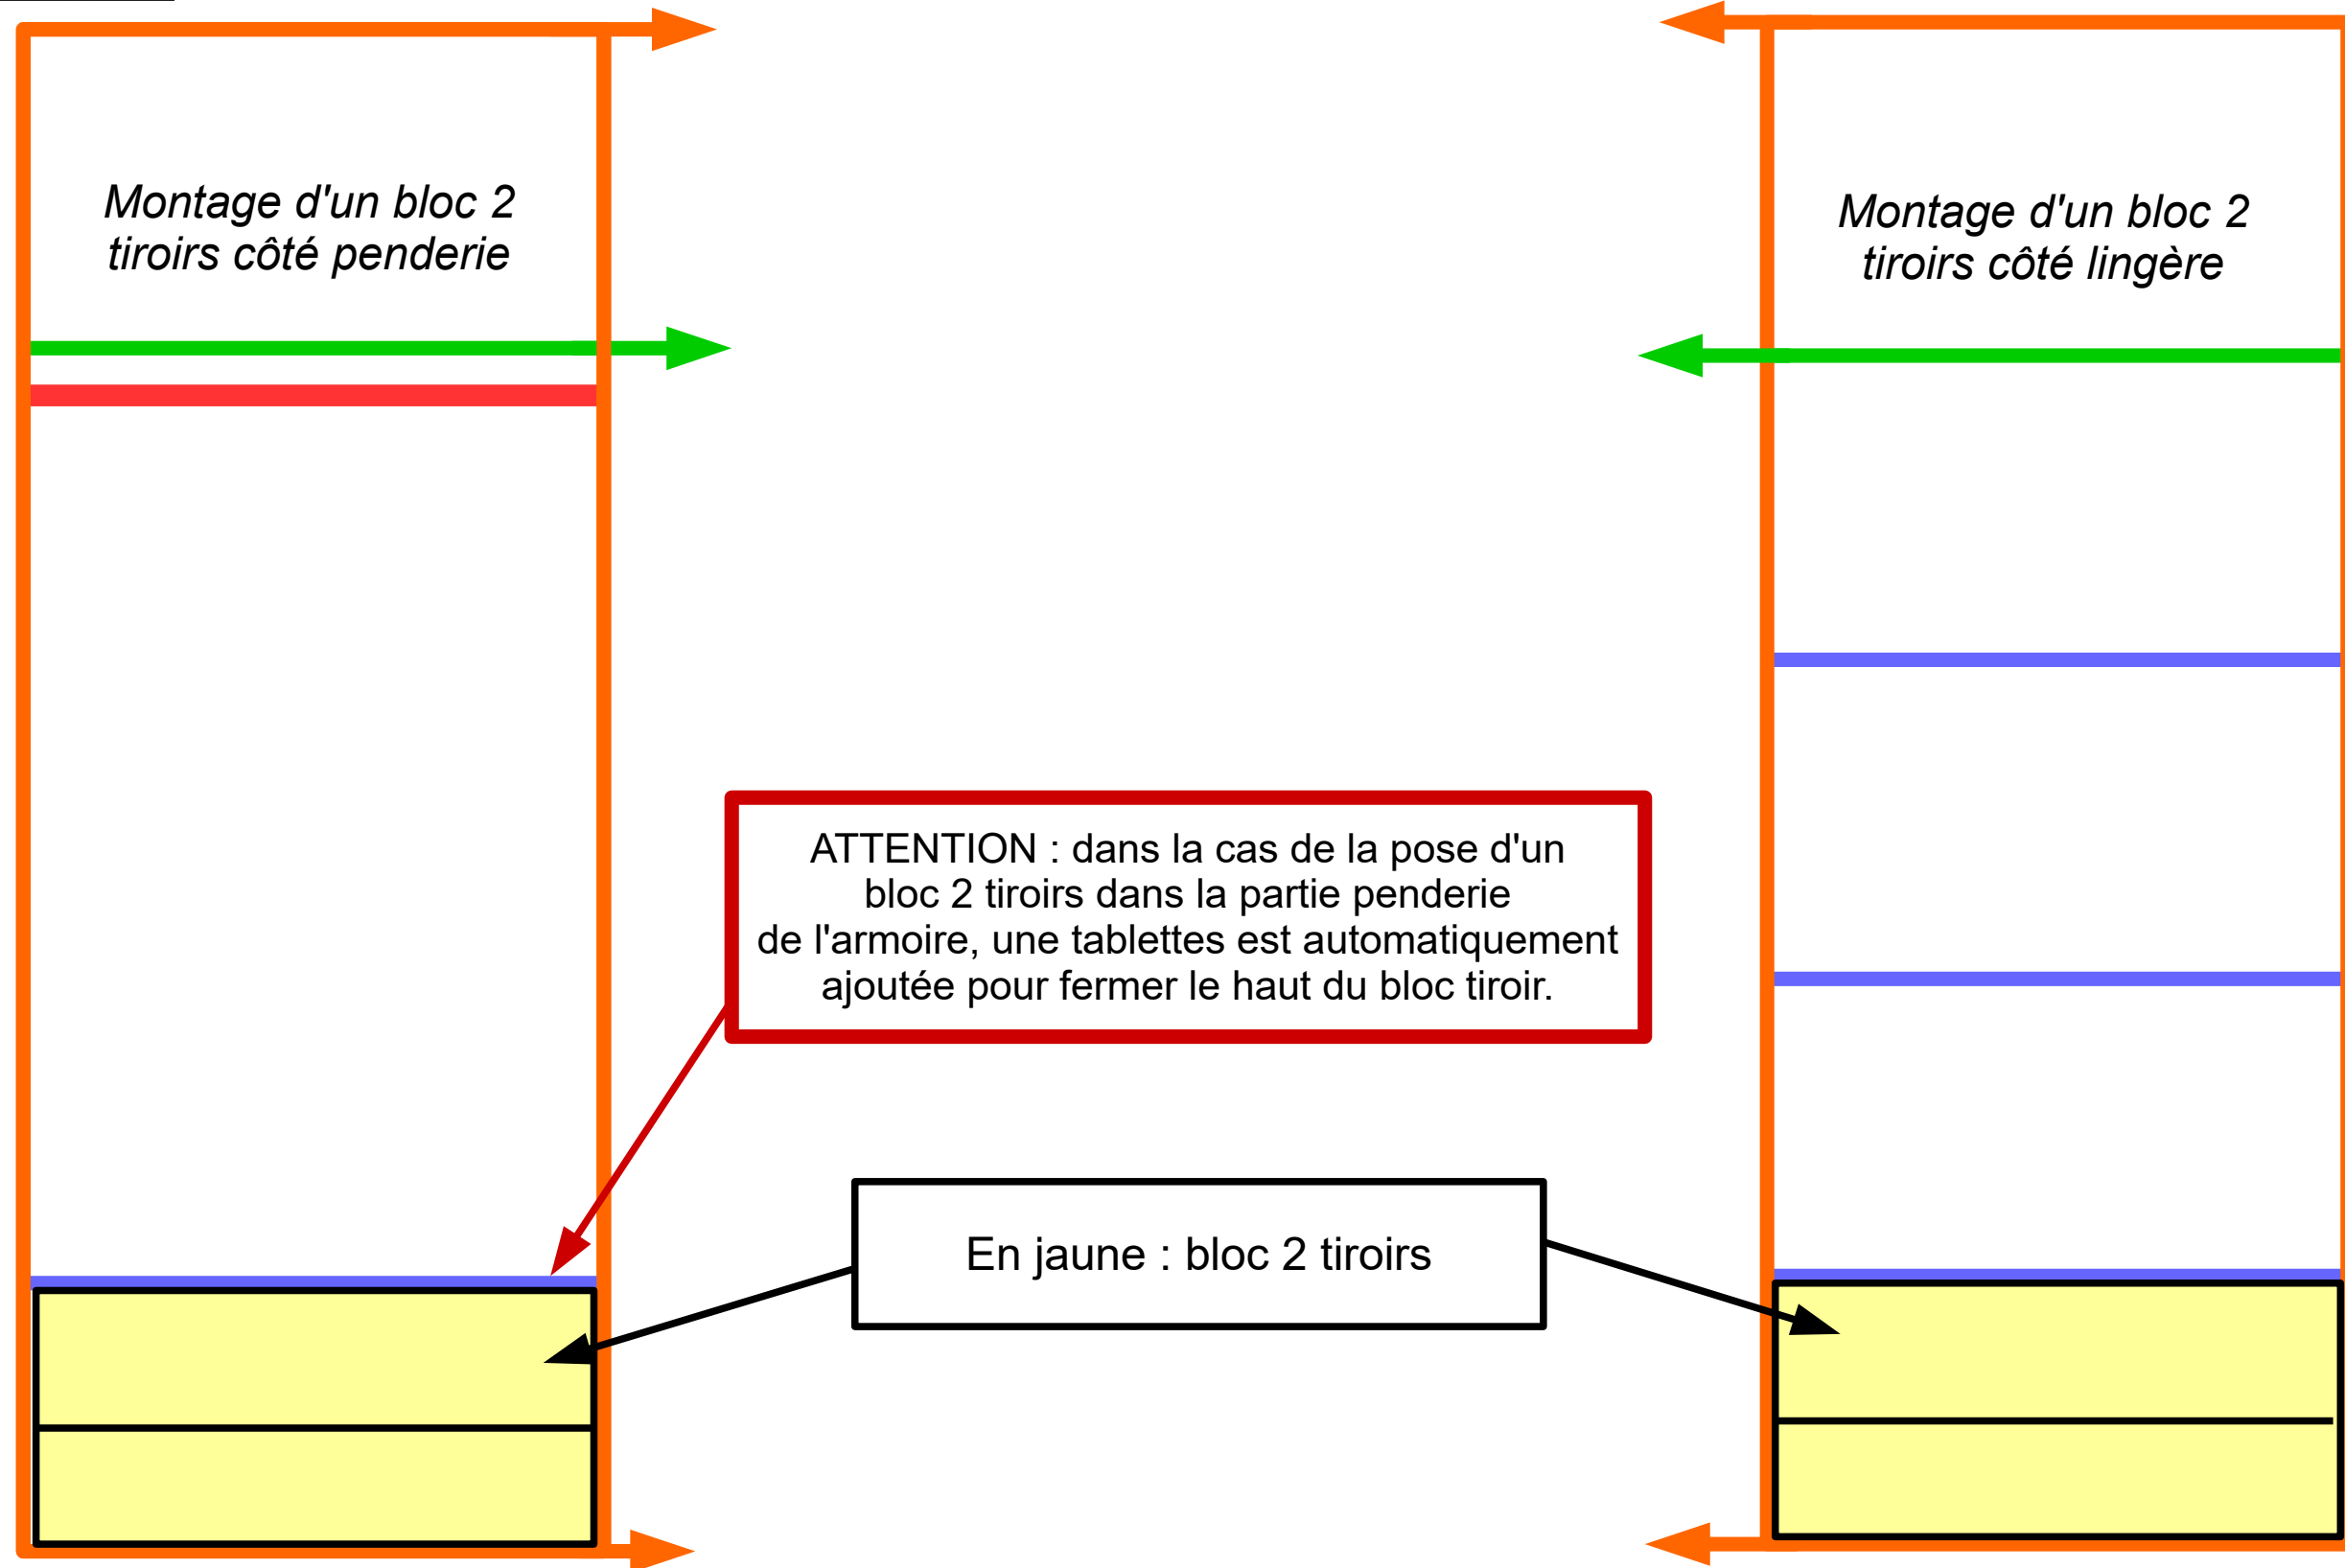 Montage d'un bloc 2
tiroirs côté penderie
Montage d'un bloc 2
tiroirs côté lingère
ATTENTION : dans la cas de la pose d'un
bloc 2 tiroirs dans la partie penderie
de l'armoire, une tablettes est automatiquement
ajoutée pour fermer le haut du bloc tiroir.
En jaune : bloc 2 tiroirs